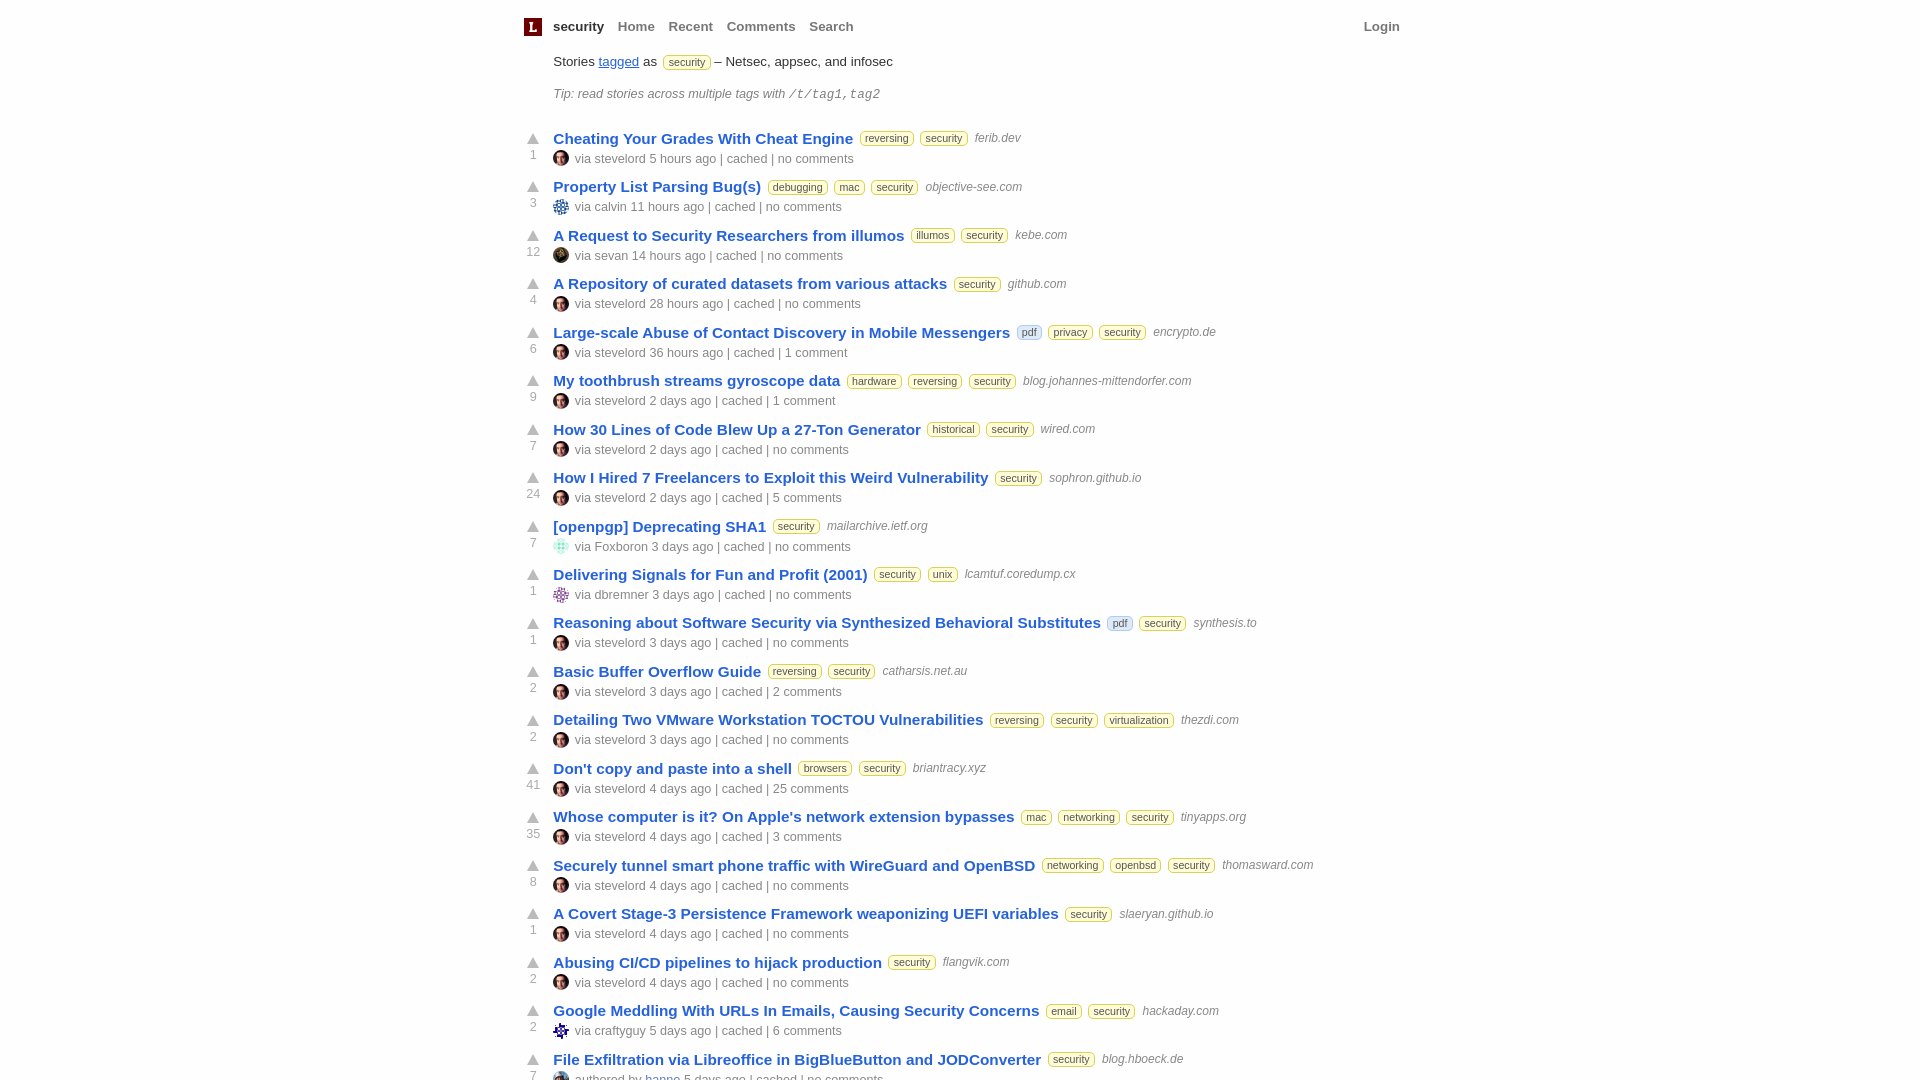 L security Home Recent Comments Search Login
Stories tagged as security – Netsec, appsec, and infosec
Tip: read stories across multiple tags with /t/tag1,tag2
Cheating Your Grades With Cheat Engine reversing security ferib.dev
1 via stevelord 5 hours ago | cached | no comments
Property List Parsing Bug(s) debugging mac security objective-see.com
3 via calvin 11 hours ago | cached | no comments
A Request to Security Researchers from illumos illumos security kebe.com
12 via sevan 14 hours ago | cached | no comments
A Repository of curated datasets from various attacks security github.com
4 via stevelord 28 hours ago | cached | no comments
Large-scale Abuse of Contact Discovery in Mobile Messengers pdf privacy security encrypto.de
6 via stevelord 36 hours ago | cached | 1 comment
My toothbrush streams gyroscope data hardware reversing security blog.johannes-mittendorfer.com
9 via stevelord 2 days ago | cached | 1 comment
How 30 Lines of Code Blew Up a 27-Ton Generator historical security wired.com
7 via stevelord 2 days ago | cached | no comments
How I Hired 7 Freelancers to Exploit this Weird Vulnerability security sophron.github.io
24 via stevelord 2 days ago | cached | 5 comments
[openpgp] Deprecating SHA1 security mailarchive.ietf.org
7 via Foxboron 3 days ago | cached | no comments
Delivering Signals for Fun and Profit (2001) security unix lcamtuf.coredump.cx
1 via dbremner 3 days ago | cached | no comments
Reasoning about Software Security via Synthesized Behavioral Substitutes pdf security synthesis.to
1 via stevelord 3 days ago | cached | no comments
Basic Buffer Overflow Guide reversing security catharsis.net.au
2 via stevelord 3 days ago | cached | 2 comments
Detailing Two VMware Workstation TOCTOU Vulnerabilities reversing security virtualization thezdi.com
2 via stevelord 3 days ago | cached | no comments
Don't copy and paste into a shell browsers security briantracy.xyz
41 via stevelord 4 days ago | cached | 25 comments
Whose computer is it? On Apple's network extension bypasses mac networking security tinyapps.org
35 via stevelord 4 days ago | cached | 3 comments
Securely tunnel smart phone traffic with WireGuard and OpenBSD networking openbsd security thomasward.com
8 via stevelord 4 days ago | cached | no comments
A Covert Stage-3 Persistence Framework weaponizing UEFI variables security slaeryan.github.io
1 via stevelord 4 days ago | cached | no comments
Abusing CI/CD pipelines to hijack production security flangvik.com
2 via stevelord 4 days ago | cached | no comments
Google Meddling With URLs In Emails, Causing Security Concerns email security hackaday.com
2 via craftyguy 5 days ago | cached | 6 comments
File Exfiltration via Libreoffice in BigBlueButton and JODConverter security blog.hboeck.de
7 authored by hanno 5 days ago | cached | no comments